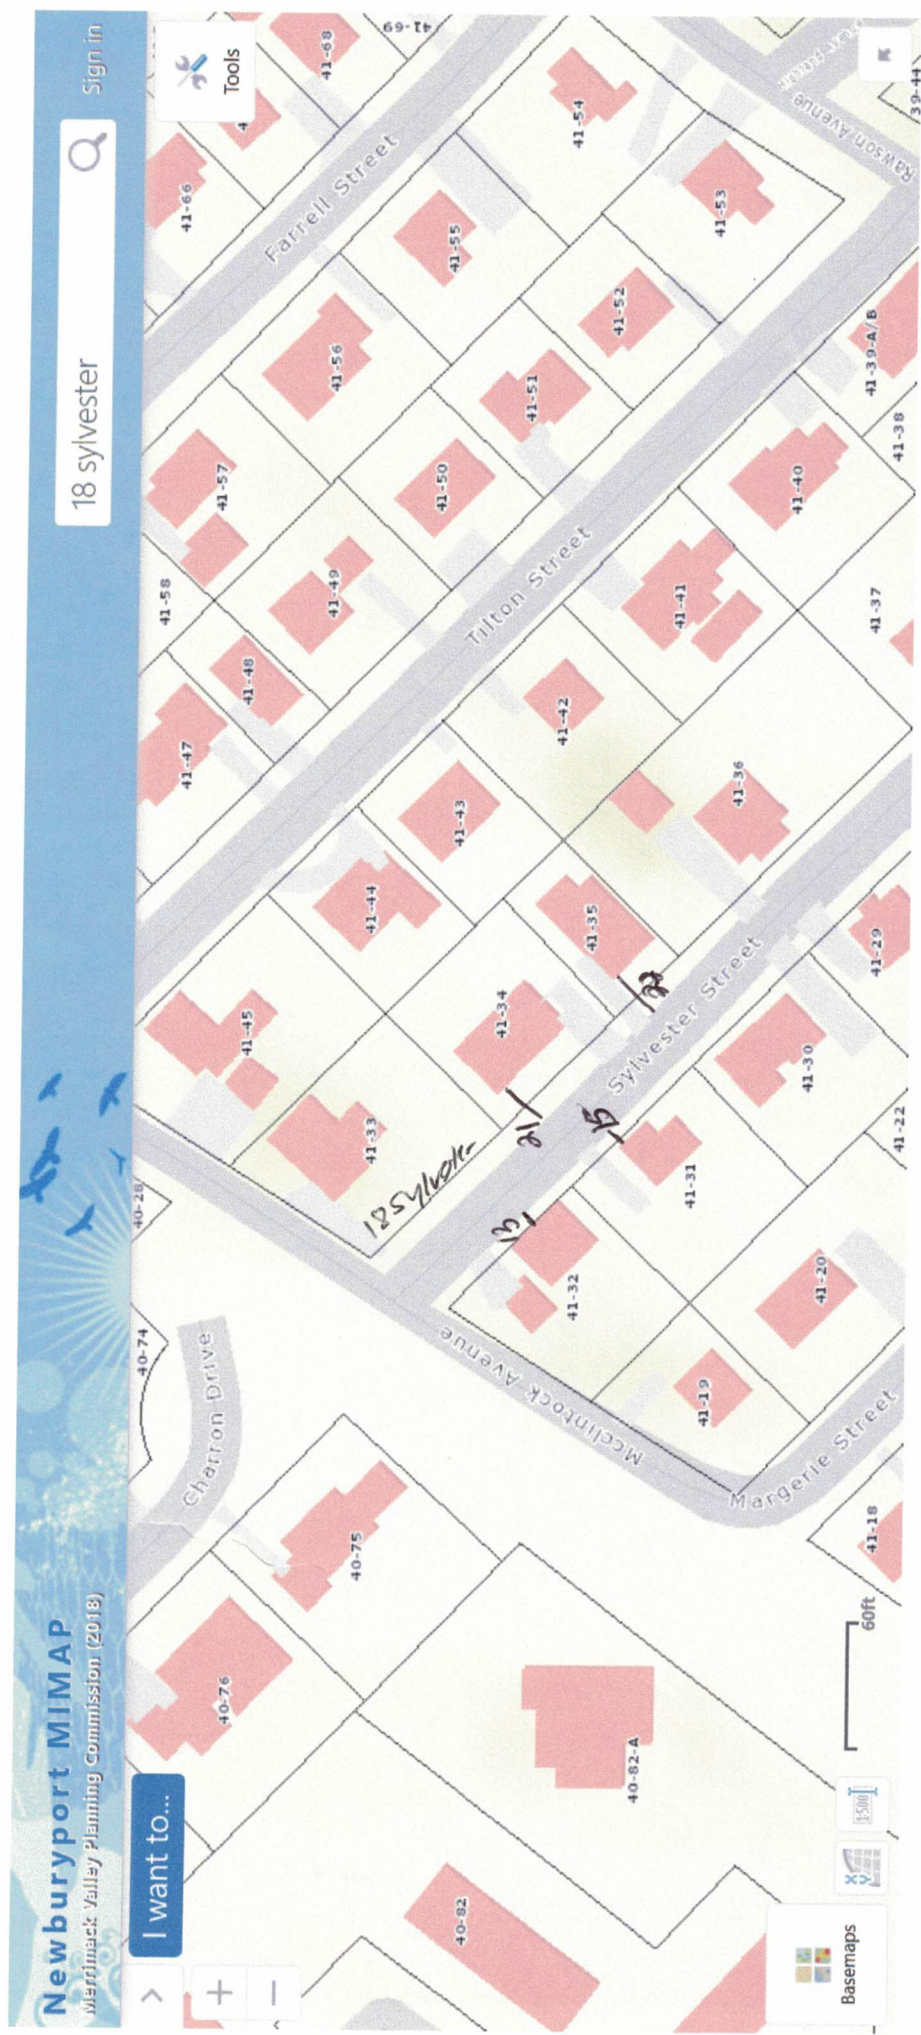 Newburyport MIMAP
Merrimack Valley Planning Commission (2018)
18 sylvester
Sign in
I want to...
Tools
40-76
40-75
40-74
40-28
Charron Drive
41-47
41-58
41-57
41-66
41-68
41-69
41-48
41-49
41-56
Farrell Street
41-45
41-33
41-44
41-43
41-50
41-55
Tilton Street
41-51
41-54
18 Sylvester
41-34
41-42
41-52
41-35
41-41
41-53
Rawson Avenue
39-44
Mcclintock Avenue
41-32
41-31
Sylvester Street
41-36
41-40
41-39-A/B
41-38
41-37
41-19
41-20
41-30
41-29
41-22
Margerie Street
41-18
40-82
40-82-A
60ft
1:500
Basemaps